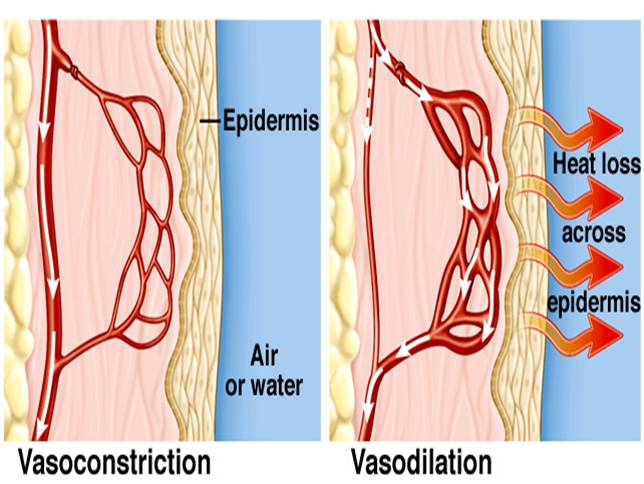 Epidermis
Air
or water
Vasoconstriction
Heat loss
across
epidermis
Vasodilation